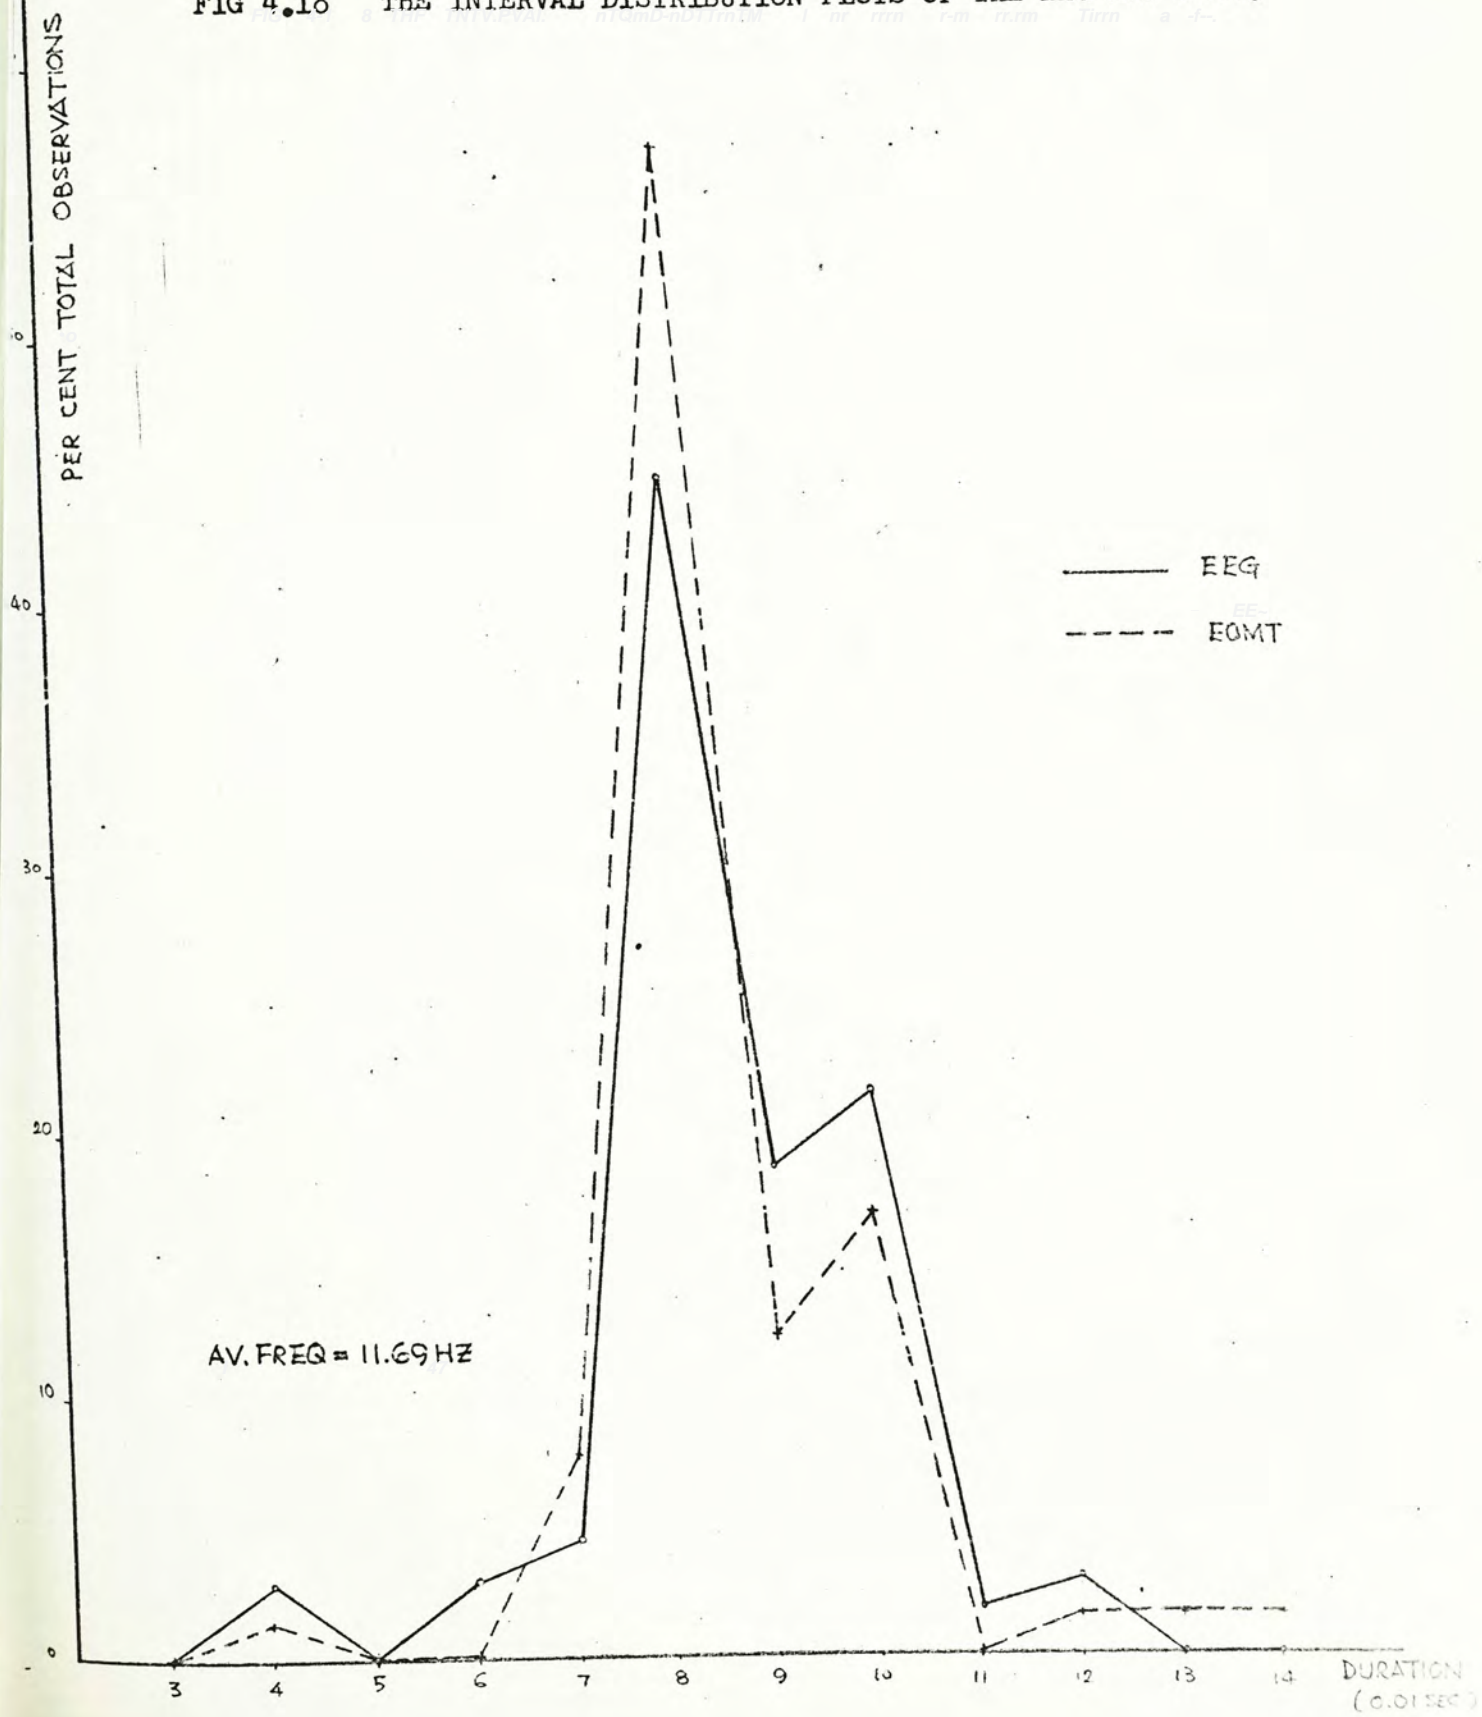 FIG 4.18 THE INTERVAL DISTRIBUTION PLOTS OF
PER CENT TOTAL OBSERVATIONS
40
30
20
10
0
EEG
EOMT
AV. FREQ = 11.69 HZ
3 4 5 6 7 8 9 10 11 12 13 14 DURATION
(0.01 SEC)